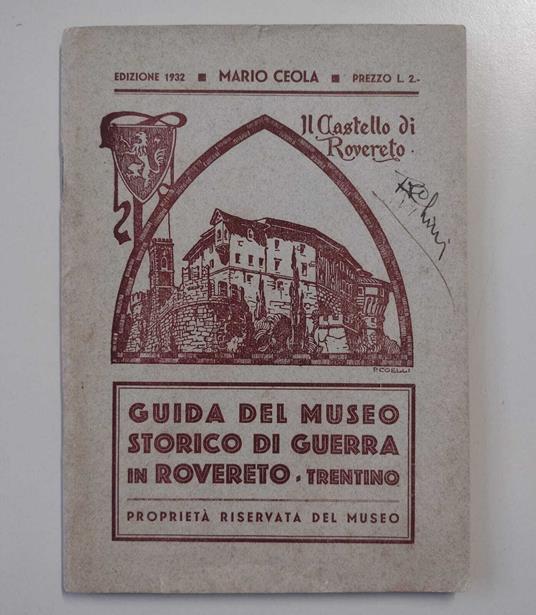 EDIZIONE 1932 ■ MARIO CEOLA ■ PREZZO L. 2.-
Il Castello di
Rovereto.
P. COELLI
GUIDA DEL MUSEO
STORICO DI GUERRA
IN ROVERETO - TRENTINO
PROPRIETÀ RISERVATA DEL MUSEO